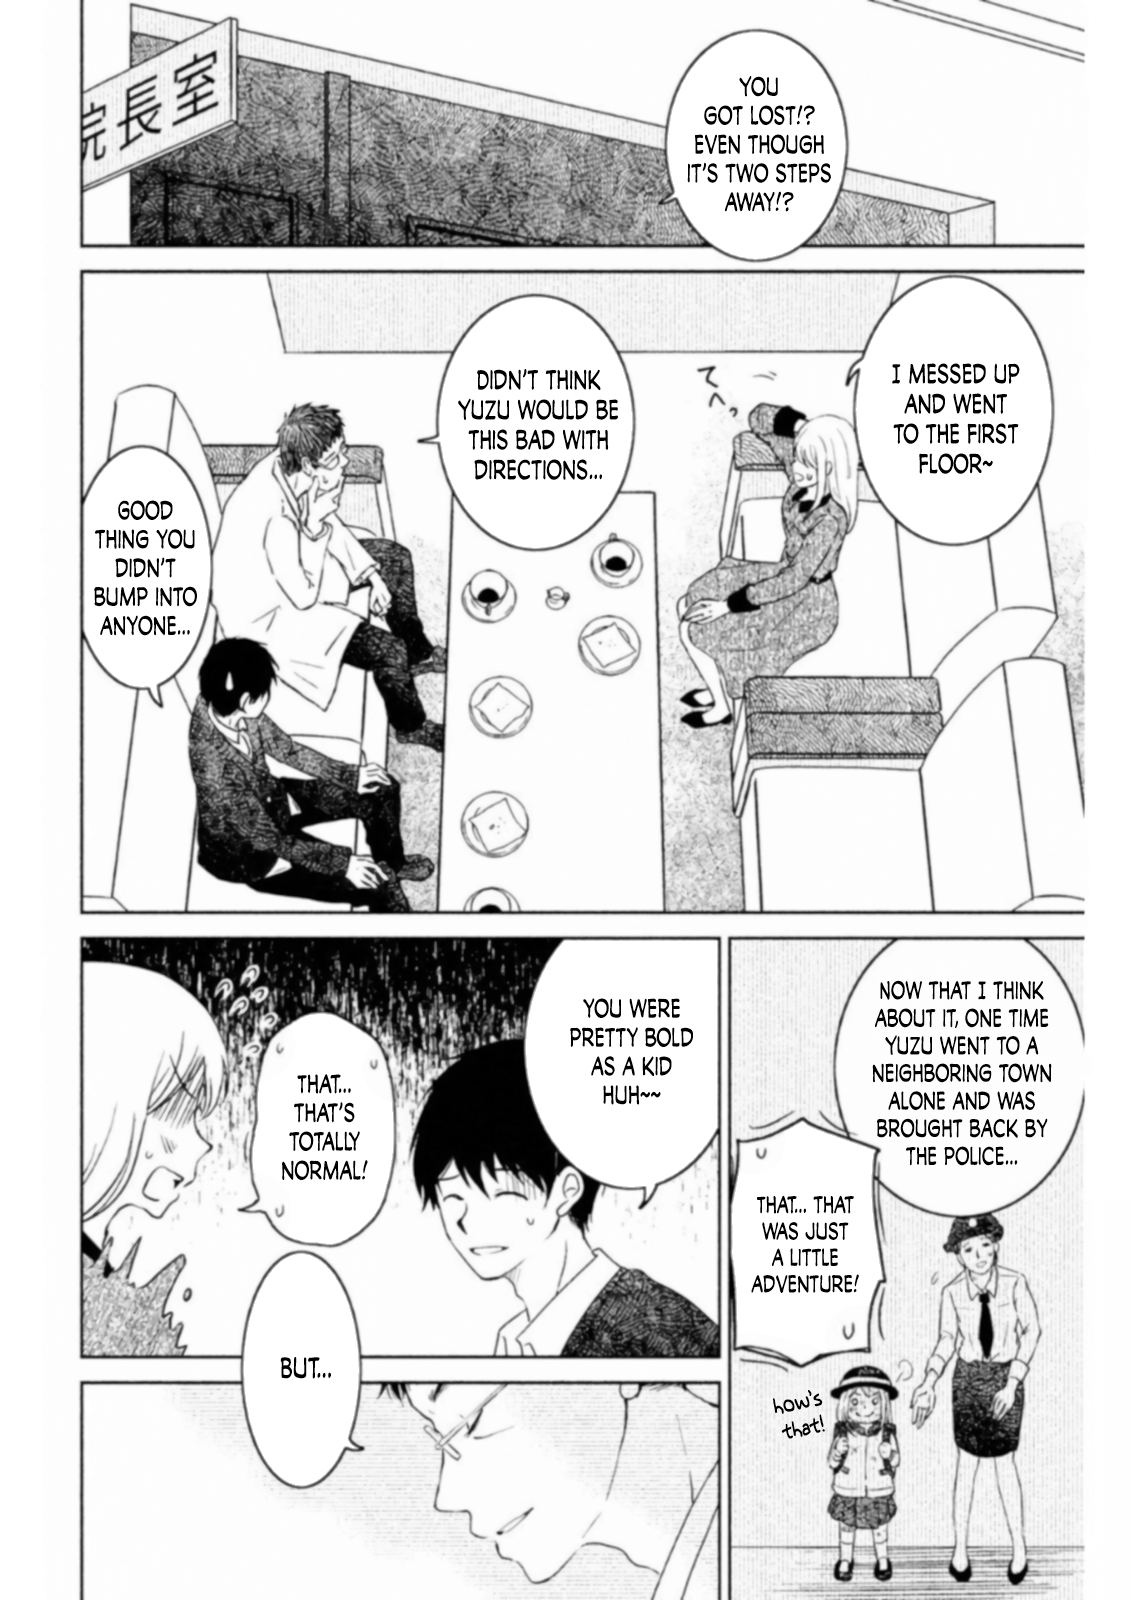 院長室
YOU
GOT LOST!?
EVEN THOUGH
IT'S TWO STEPS
AWAY!?
I MESSED UP
AND WENT
TO THE FIRST
FLOOR~
てへっ
DIDN'T THINK
YUZU WOULD BE
THIS BAD WITH
DIRECTIONS...
GOOD
THING YOU
DIDN'T
BUMP INTO
ANYONE...
NOW THAT I THINK
ABOUT IT, ONE TIME
YUZU WENT TO A
NEIGHBORING TOWN
ALONE AND WAS
BROUGHT BACK BY
THE POLICE...
THAT... THAT
WAS JUST
A LITTLE
ADVENTURE!
how's
that!
YOU WERE
PRETTY BOLD
AS A KID
HUH~~
THAT...
THAT'S
TOTALLY
NORMAL!
BUT...